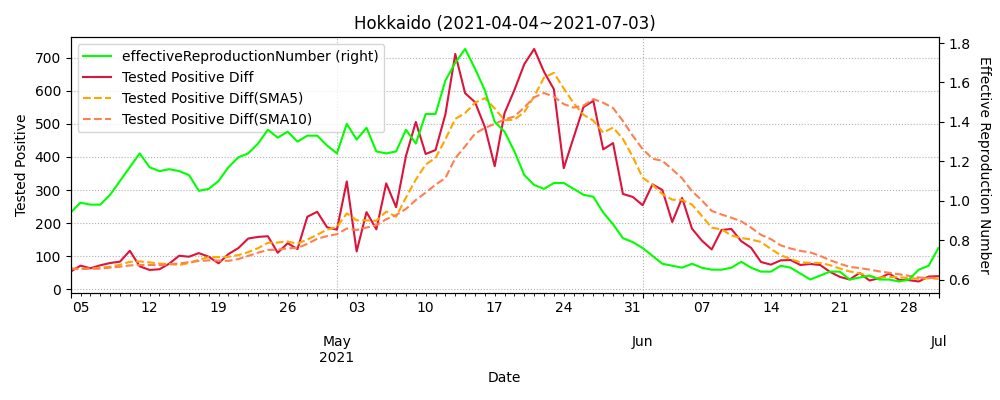 Hokkaido (2021-04-04~2021-07-03)
effectiveReproductionNumber (right)
Tested Positive Diff
Tested Positive Diff(SMA5)
Tested Positive Diff(SMA10)
Tested Positive
700
600
500
400
300
200
100
0
1.8
1.6
1.4
1.2
1.0
0.8
0.6
Effective Reproduction Number
05 12 19 26 03 10 17 24 31 07 14 21 28
May Jun Jul
2021
Date